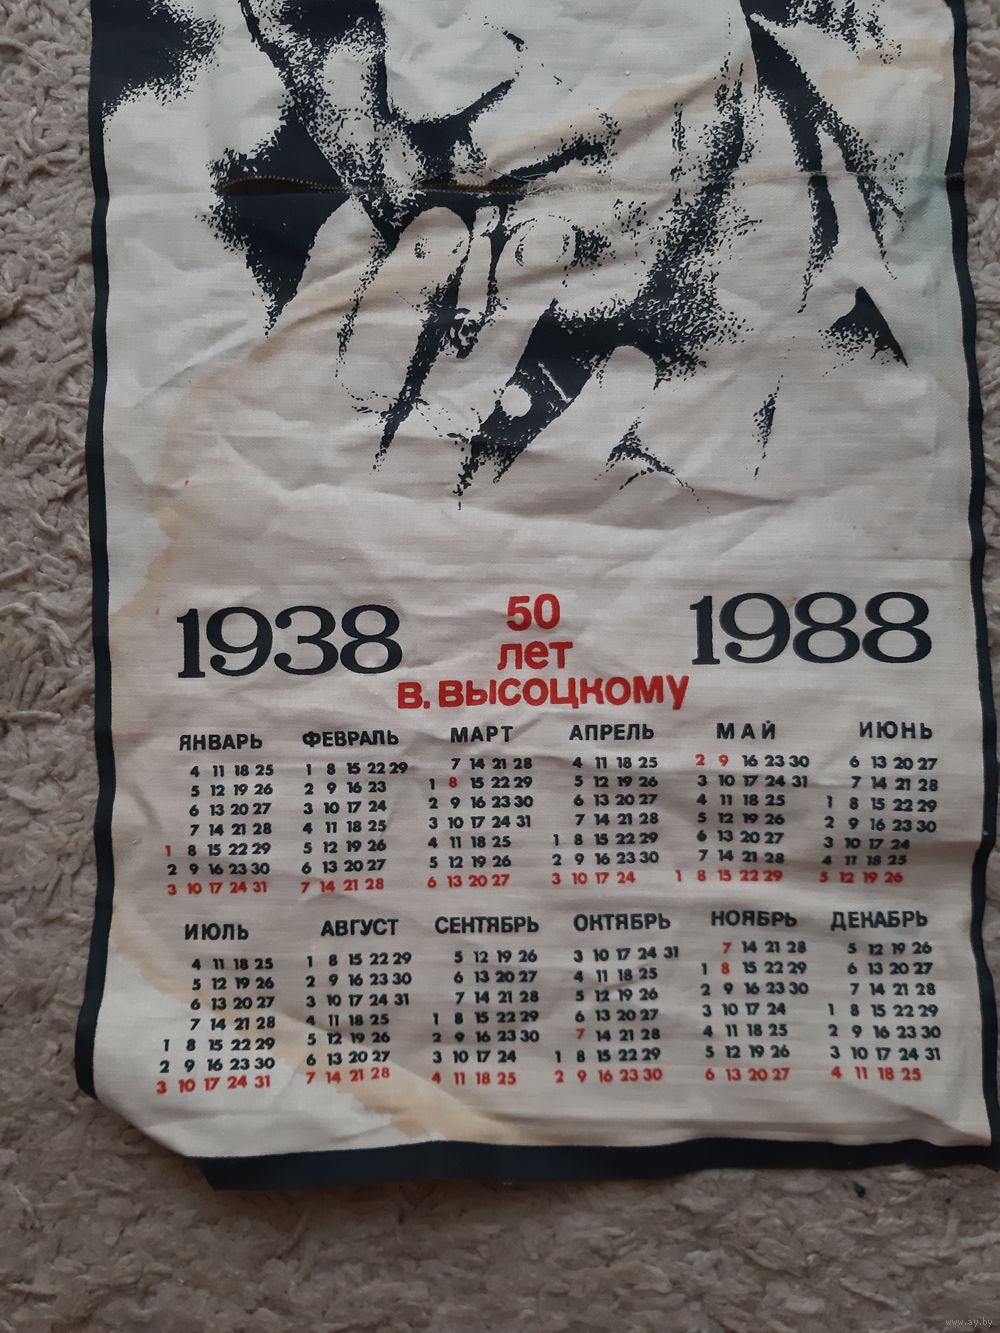 1938 50 1988
лет
В. ВЫСОЦКОМУ
ЯНВАРЬ ФЕВРАЛЬ МАРТ АПРЕЛЬ МАЙ ИЮНЬ
4 11 18 25 1 8 15 22 29 7 14 21 28 4 11 18 25 2 9 16 23 30 6 13 20 27
5 12 19 26 2 9 16 23 1 8 15 22 29 5 12 19 26 3 10 17 24 31 7 14 21 28
6 13 20 27 3 10 17 24 2 9 16 23 30 6 13 20 27 4 11 18 25 1 8 15 22 29
7 14 21 28 4 11 18 25 3 10 17 24 31 7 14 21 28 5 12 19 26 2 9 16 23 30
1 8 15 22 29 5 12 19 26 4 11 18 25 1 8 15 22 29 6 13 20 27 3 10 17 24
2 9 16 23 30 6 13 20 27 5 12 19 26 2 9 16 23 30 7 14 21 28 4 11 18 25
3 10 17 24 31 7 14 21 28 6 13 20 27 3 10 17 24 1 8 15 22 29 5 12 19 26
ИЮЛЬ АВГУСТ СЕНТЯБРЬ ОКТЯБРЬ НОЯБРЬ ДЕКАБРЬ
4 11 18 25 1 8 15 22 29 5 12 19 26 3 10 17 24 31 7 14 21 28 5 12 19 26
5 12 19 26 2 9 16 23 30 6 13 20 27 4 11 18 25 1 8 15 22 29 6 13 20 27
6 13 20 27 3 10 17 24 31 7 14 21 28 5 12 19 26 2 9 16 23 30 7 14 21 28
7 14 21 28 4 11 18 25 1 8 15 22 29 6 13 20 27 3 10 17 24 1 8 15 22 29
1 8 15 22 29 5 12 19 26 2 9 16 23 30 7 14 21 28 4 11 18 25 2 9 16 23 30
2 9 16 23 30 6 13 20 27 3 10 17 24 1 8 15 22 29 5 12 19 26 3 10 17 24 31
3 10 17 24 31 7 14 21 28 4 11 18 25 2 9 16 23 30 6 13 20 27 4 11 18 25
www.ay.by